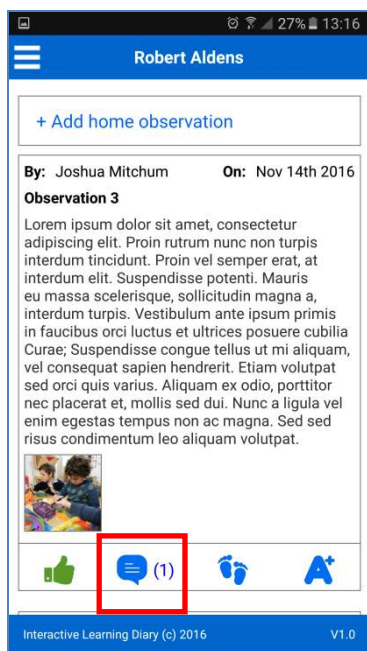 27% 13:16
Robert Aldens
+ Add home observation
By: Joshua Mitchum On: Nov 14th 2016
Observation 3
Lorem ipsum dolor sit amet, consectetur
adipiscing elit. Proin rutrum nunc non turpis
interdum tincidunt. Proin vel semper erat, at
interdum elit. Suspendisse potenti. Mauris
eu massa scelerisque, sollicitudin magna a,
interdum turpis. Vestibulum ante ipsum primis
in faucibus orci luctus et ultrices posuere cubilia
Curae; Suspendisse congue tellus ut mi aliquam,
vel consequat sapien hendrerit. Etiam volutpat
sed orci quis varius. Aliquam ex odio, porttitor
nec placerat et, mollis sed dui. Nunc a ligula vel
enim egestas tempus non ac magna. Sed sed
risus condimentum leo aliquam volutpat.
(1) A+
Interactive Learning Diary (c) 2016 V1.0